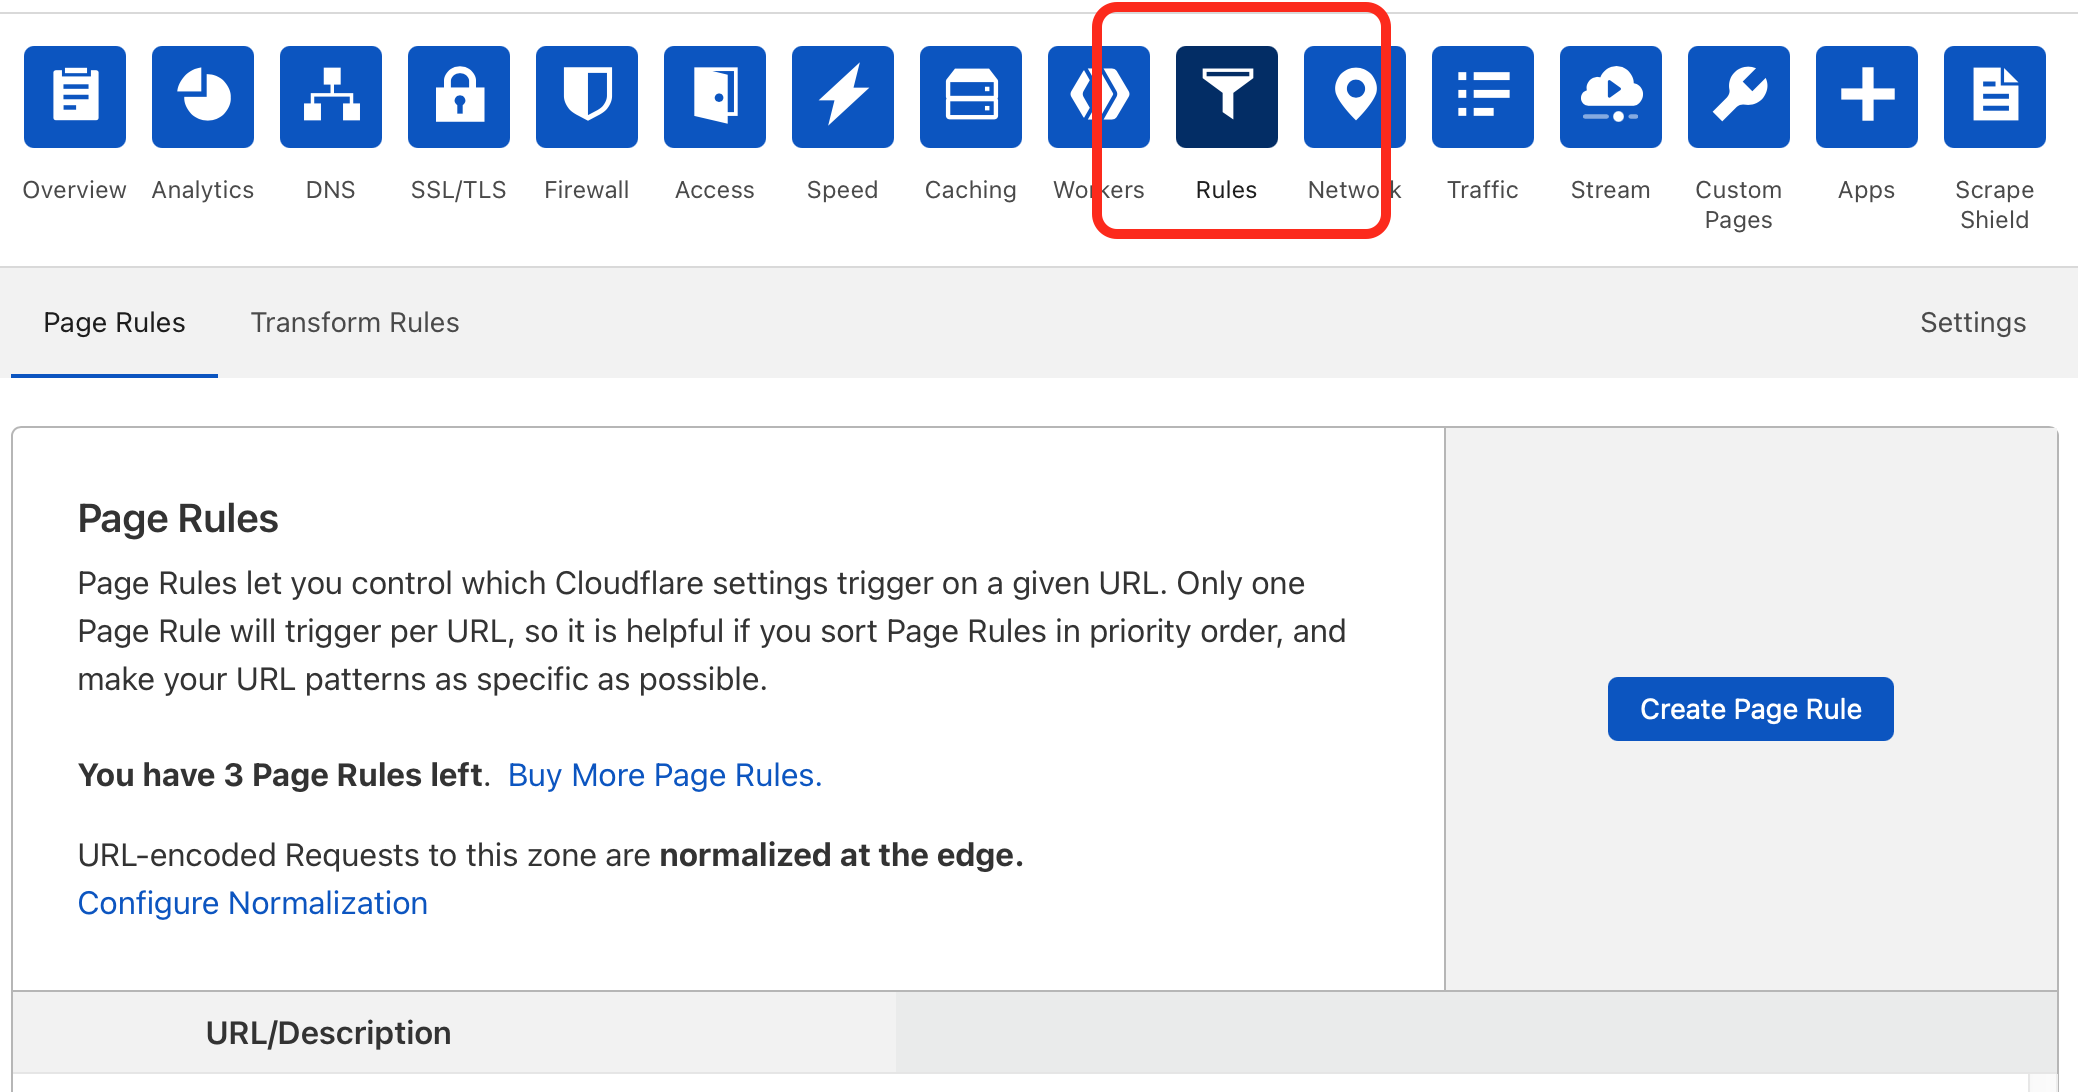 Overview Analytics DNS SSL/TLS Firewall Access Speed Caching Workers Rules Network Traffic Stream Custom Pages Apps Scrape Shield
Page Rules Transform Rules Settings
Page Rules
Page Rules let you control which Cloudflare settings trigger on a given URL. Only one
Page Rule will trigger per URL, so it is helpful if you sort Page Rules in priority order, and
make your URL patterns as specific as possible.
Create Page Rule
You have 3 Page Rules left. Buy More Page Rules.
URL-encoded Requests to this zone are normalized at the edge.
Configure Normalization
URL/Description